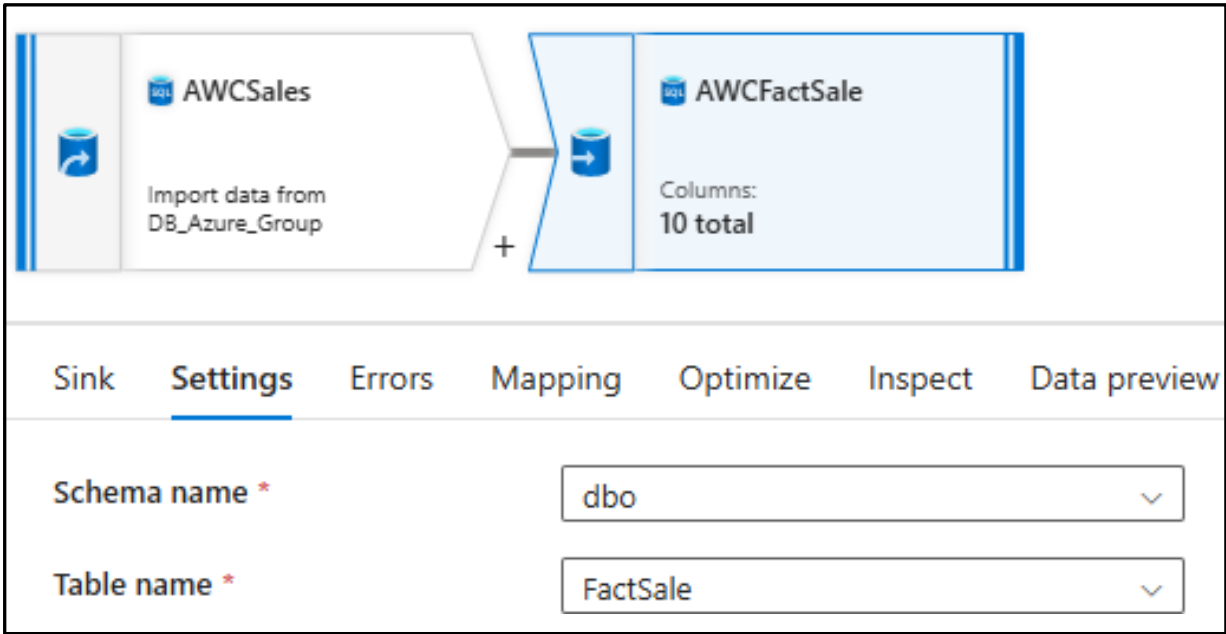 AWCSales
Import data from
DB_Azure_Group
+
AWCFactSale
Columns:
10 total
Sink Settings Errors Mapping Optimize Inspect Data preview
Schema name *
dbo
Table name *
FactSale